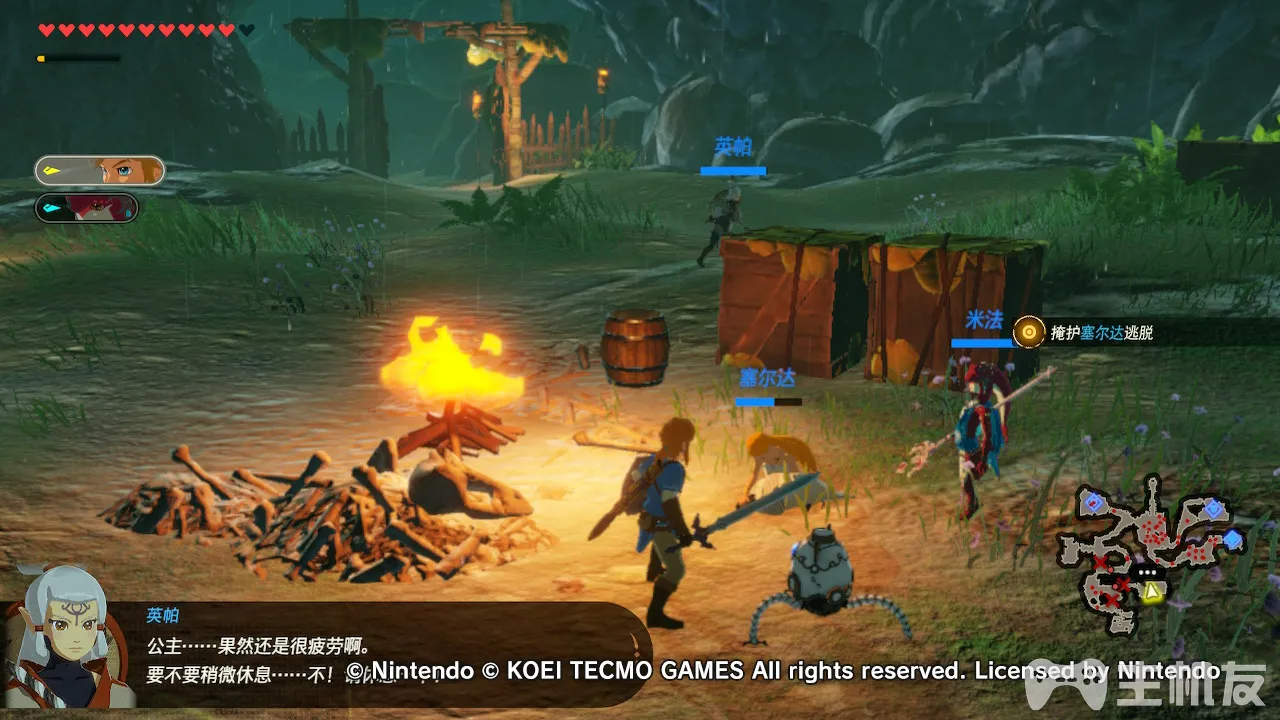 英帕
米法
掩护塞尔达逃脱
塞尔达
英帕
公主……果然还是很疲劳啊。
要不要稍微休息……不！
© Nintendo © KOEI TECMO GAMES All rights reserved. Licensed by Nintendo
主机友